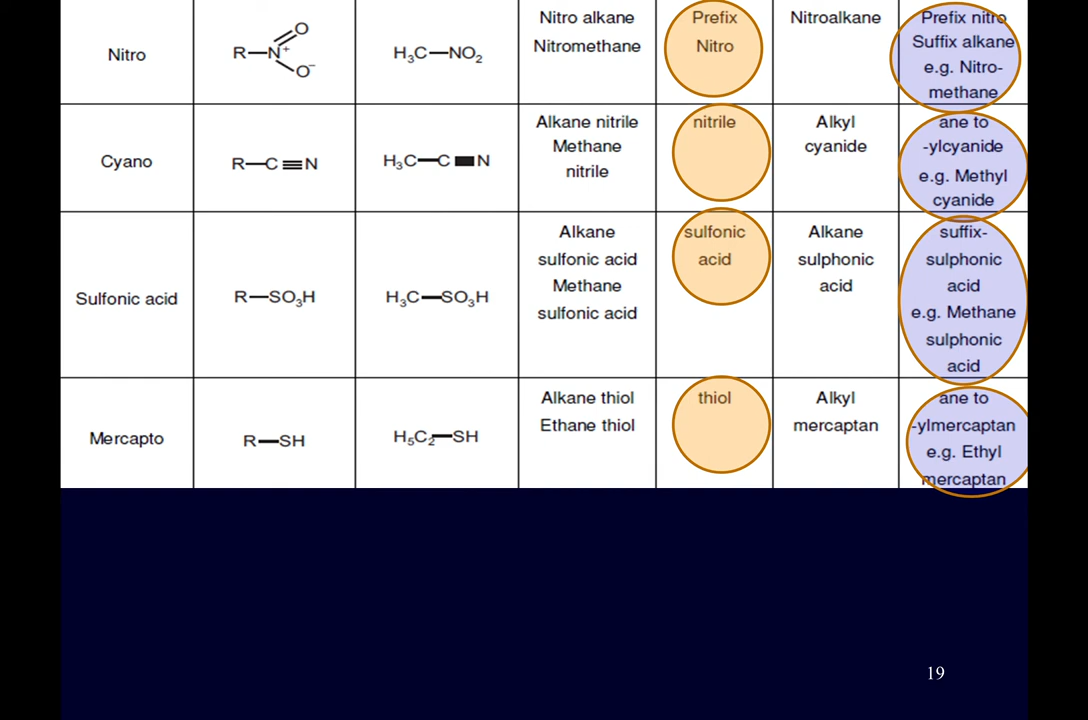 Nitro
R—N⁺
O
O⁻
H₃C—NO₂
Nitro alkane
Nitromethane
Prefix
Nitro
Nitroalkane
Prefix nitro
Suffix alkane
e.g. Nitro-
methane
Cyano
R—C≡N
H₃C—C≡N
Alkane nitrile
Methane
nitrile
nitrile
Alkyl
cyanide
ane to
-ylcyanide
e.g. Methyl
cyanide
Sulfonic acid
R—SO₃H
H₃C—SO₃H
Alkane
sulfonic acid
Methane
sulfonic acid
sulfonic
acid
Alkane
sulphonic
acid
suffix-
sulphonic
acid
e.g. Methane
sulphonic
acid
Mercapto
R—SH
H₅C₂—SH
Alkane thiol
Ethane thiol
thiol
Alkyl
mercaptan
ane to
-ylmercaptan
e.g. Ethyl
mercaptan
19